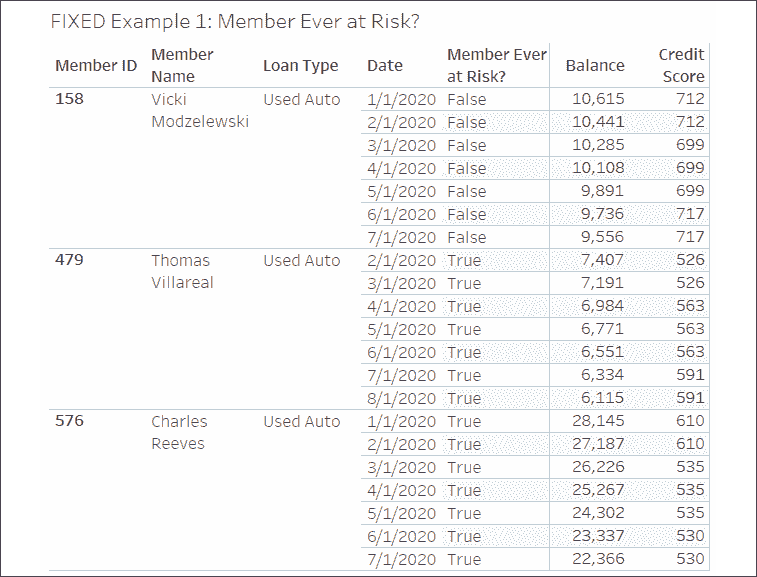 FIXED Example 1: Member Ever at Risk?
Member ID Member Name Loan Type Date Member Ever at Risk? Balance Credit Score
158 Vicki Modzelewski Used Auto 1/1/2020 False 10,615 712
2/1/2020 False 10,441 712
3/1/2020 False 10,285 699
4/1/2020 False 10,108 699
5/1/2020 False 9,891 699
6/1/2020 False 9,736 717
7/1/2020 False 9,556 717
479 Thomas Villareal Used Auto 2/1/2020 True 7,407 526
3/1/2020 True 7,191 526
4/1/2020 True 6,984 563
5/1/2020 True 6,771 563
6/1/2020 True 6,551 563
7/1/2020 True 6,334 591
8/1/2020 True 6,115 591
576 Charles Reeves Used Auto 1/1/2020 True 28,145 610
2/1/2020 True 27,187 610
3/1/2020 True 26,226 535
4/1/2020 True 25,267 535
5/1/2020 True 24,302 535
6/1/2020 True 23,337 530
7/1/2020 True 22,366 530